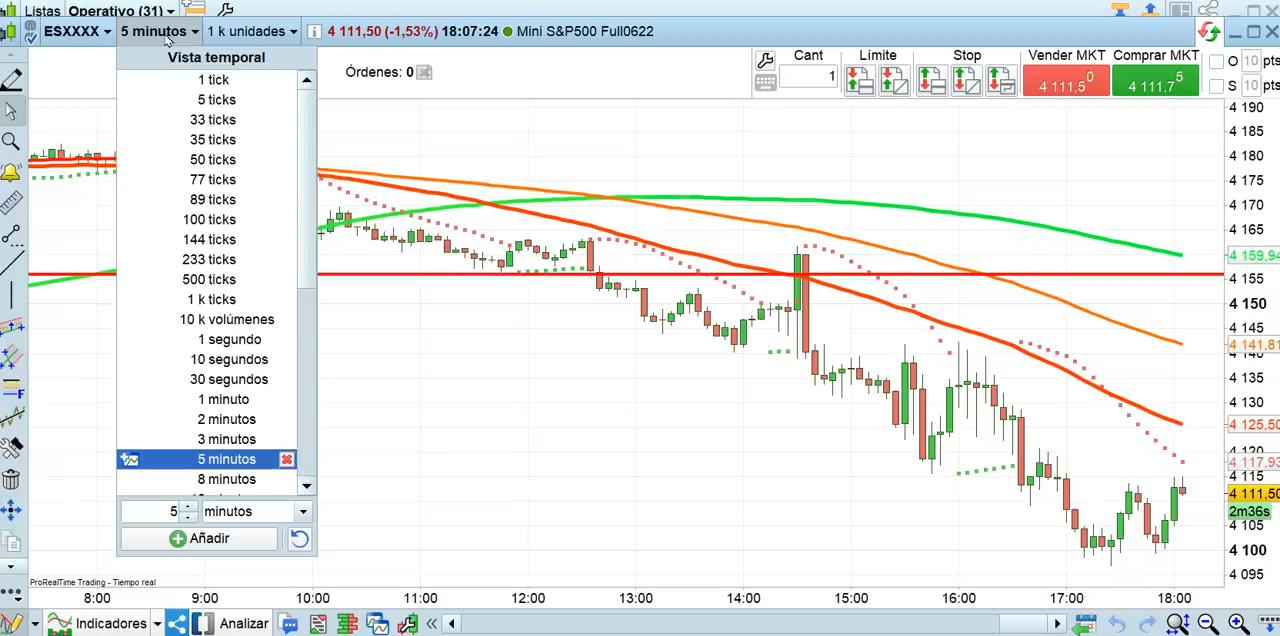 Listas Operativo (31)
ESXXXX 5 minutos 1 k unidades 4 111,50 (-1,53%) 18:07:24 Mini S&P500 Full0622
Vista temporal
1 tick
5 ticks
33 ticks
35 ticks
50 ticks
77 ticks
89 ticks
100 ticks
144 ticks
233 ticks
500 ticks
1 k ticks
10 k volúmenes
1 segundo
10 segundos
30 segundos
1 minuto
2 minutos
3 minutos
5 minutos
8 minutos
5 minutos
Añadir
Órdenes: 0
Cant Límite Stop Vender MKT Comprar MKT
1 4 111,5 0 4 111,7 5
O 10 pts
S 10 pts
4 190
4 185
4 180
4 175
4 170
4 165
4 159,94
4 155
4 150
4 145
4 141,81
4 135
4 130
4 125,50
4 120
4 117,93
4 115
4 111,50
2m36s
4 105
4 100
4 095
ProRealTime Trading - Tiempo real
8:00 9:00 10:00 11:00 12:00 13:00 14:00 15:00 16:00 17:00 18:00
Indicadores Analizar